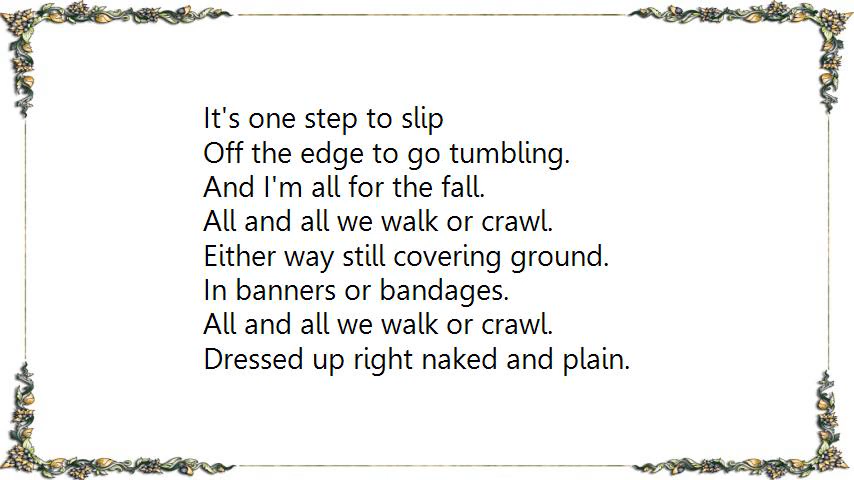 It's one step to slip
Off the edge to go tumbling.
And I'm all for the fall.
All and all we walk or crawl.
Either way still covering ground.
In banners or bandages.
All and all we walk or crawl.
Dressed up right naked and plain.